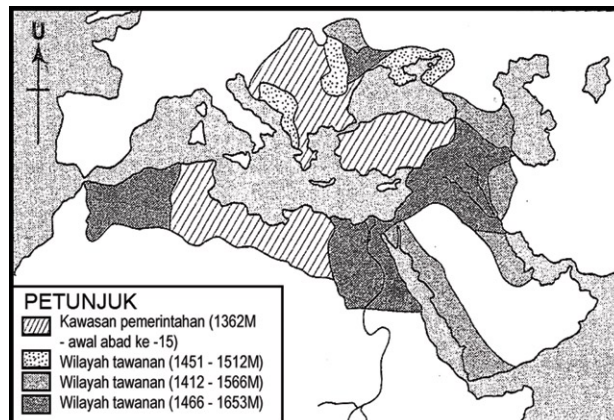 U
PETUNJUK
Kawasan pemerintahan (1362M
- awal abad ke -15)
Wilayah tawanan (1451 - 1512M)
Wilayah tawanan (1412 - 1566M)
Wilayah tawanan (1466 - 1653M)